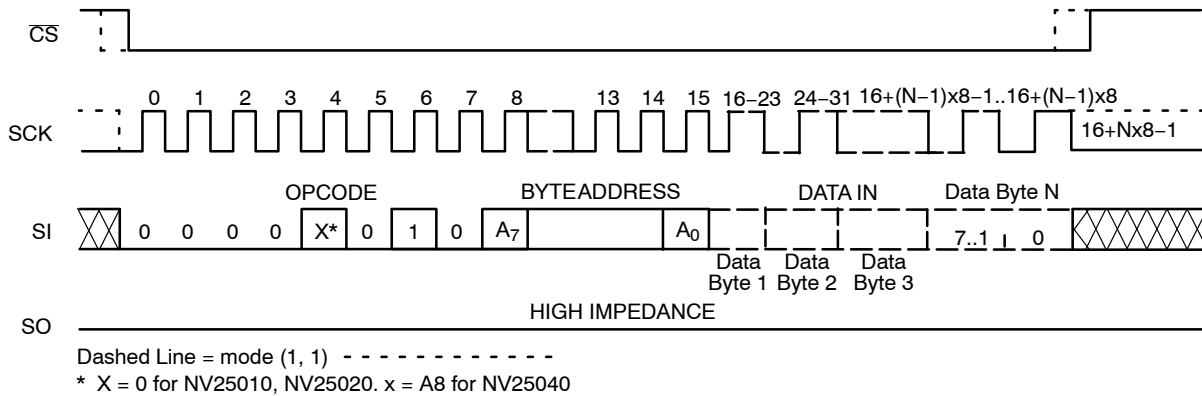 CS
0 1 2 3 4 5 6 7 8 13 14 15 16–23 24–31 16+(N–1)x8–1..16+(N–1)x8
SCK
16+Nx8–1
OPCODE BYTEADDRESS DATA IN Data Byte N
SI 0 0 0 0 X* 0 1 0 A7 A0 7..1 0
Data Byte 1
Data Byte 2
Data Byte 3
HIGH IMPEDANCE
SO
Dashed Line = mode (1, 1)
* X = 0 for NV25010, NV25020. x = A8 for NV25040